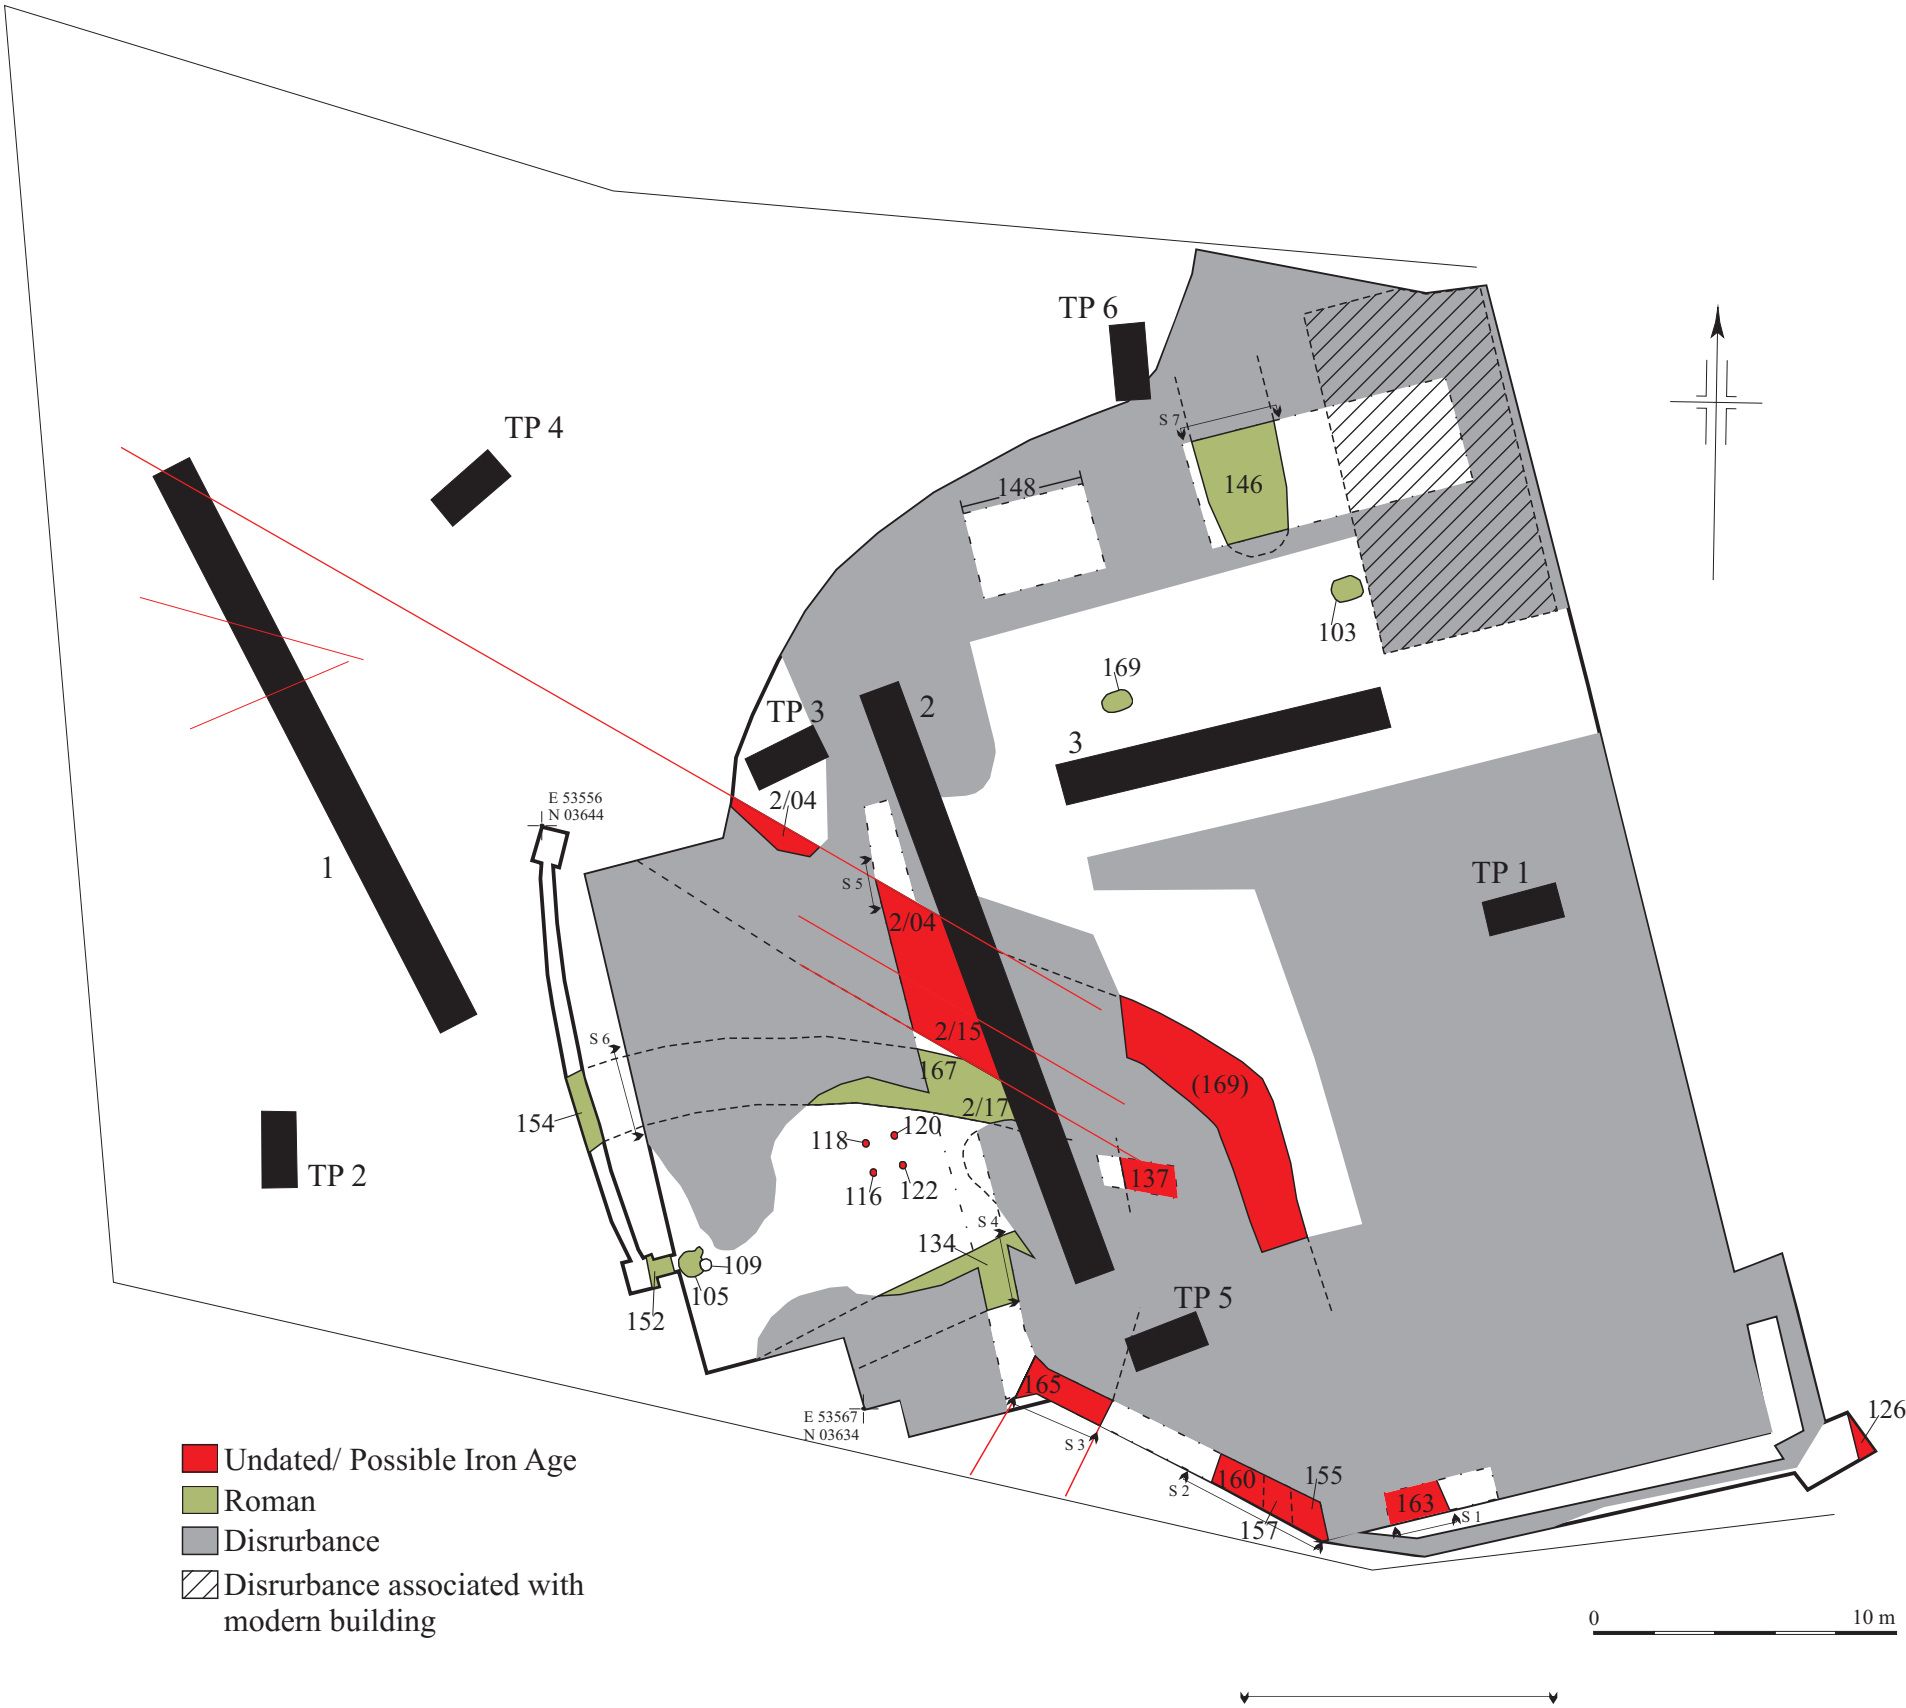 TP 6
TP 4
S 7
148
146
103
169
TP 3
2
3
2/04
E 53556
N 03644
1
S 5
TP 1
2/04
2/15
S 6
167
(169)
2/17
154
118
120
TP 2
116
122
137
134
S 4
109
105
152
TP 5
165
E 53567
N 03634
S 3
126
S 2
160
155
157
163
S 1
Undated/ Possible Iron Age
Roman
Disrurbance
Disrurbance associated with
modern building
0
10 m